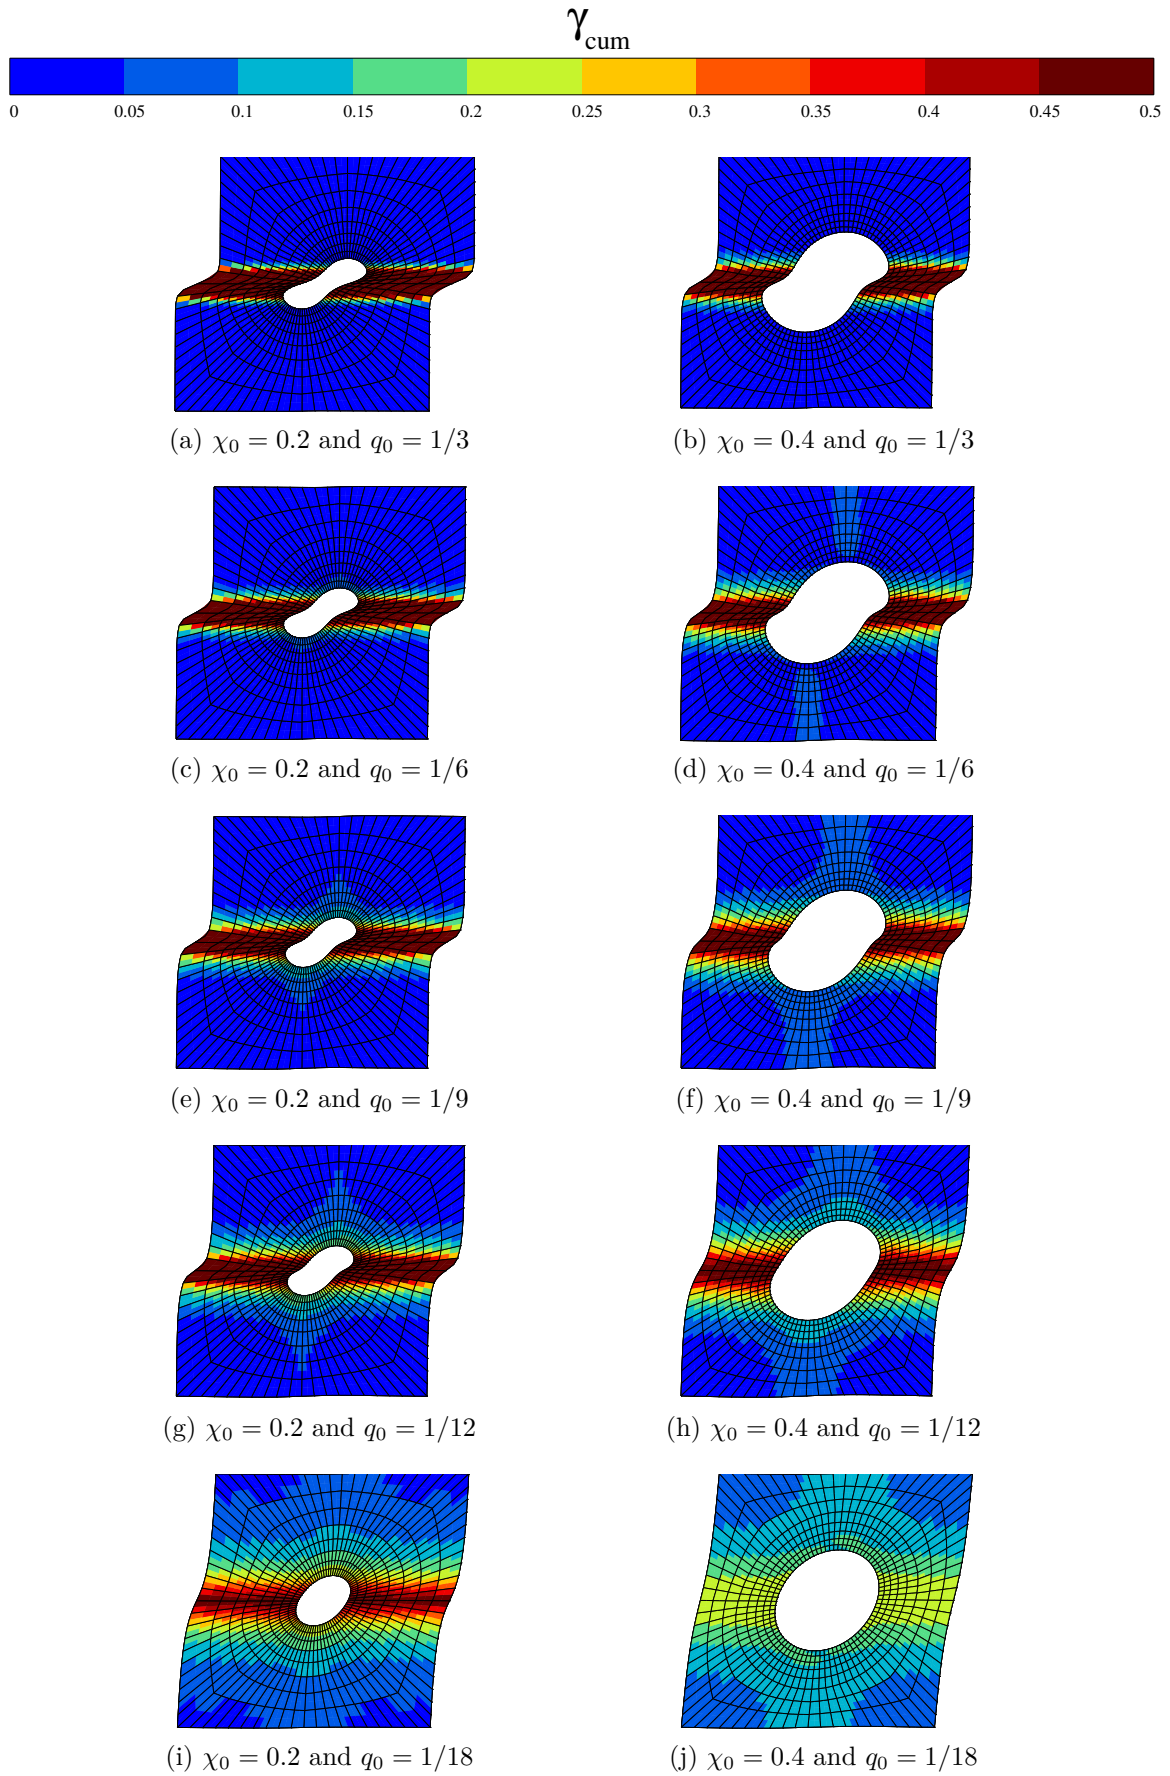 γcum
0 0.05 0.1 0.15 0.2 0.25 0.3 0.35 0.4 0.45 0.5
(a) χ₀ = 0.2 and q₀ = 1/3
(b) χ₀ = 0.4 and q₀ = 1/3
(c) χ₀ = 0.2 and q₀ = 1/6
(d) χ₀ = 0.4 and q₀ = 1/6
(e) χ₀ = 0.2 and q₀ = 1/9
(f) χ₀ = 0.4 and q₀ = 1/9
(g) χ₀ = 0.2 and q₀ = 1/12
(h) χ₀ = 0.4 and q₀ = 1/12
(i) χ₀ = 0.2 and q₀ = 1/18
(j) χ₀ = 0.4 and q₀ = 1/18